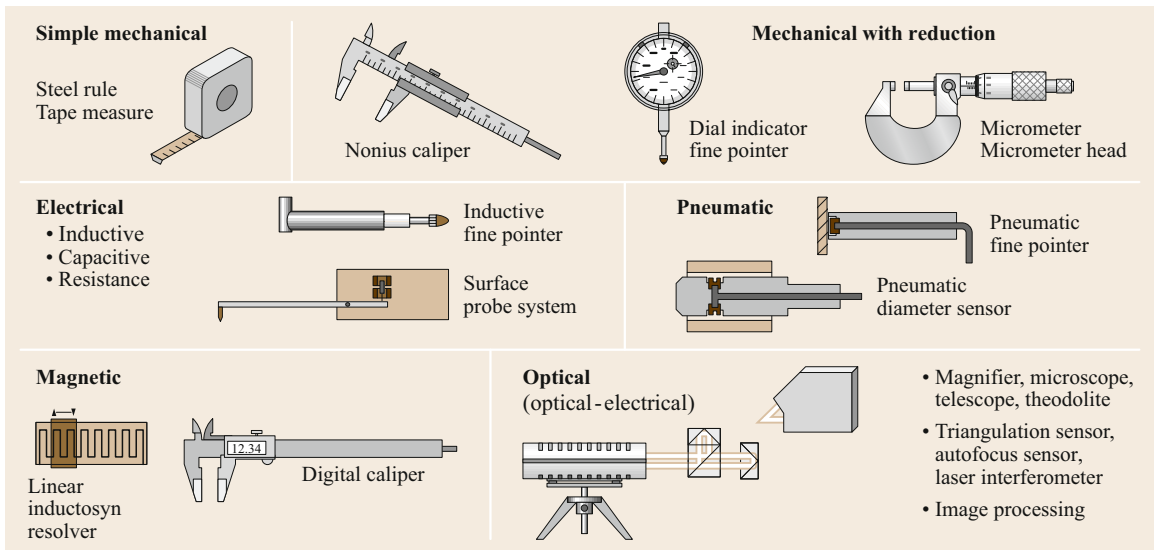 Simple mechanical
Steel rule
Tape measure
Nonius caliper
Mechanical with reduction
Dial indicator
fine pointer
Micrometer
Micrometer head
Electrical
• Inductive
• Capacitive
• Resistance
Inductive
fine pointer
Surface
probe system
Pneumatic
Pneumatic
fine pointer
Pneumatic
diameter sensor
Magnetic
Linear
inductosyn
resolver
12.34
Digital caliper
Optical
(optical-electrical)
• Magnifier, microscope,
telescope, theodolite
• Triangulation sensor,
autofocus sensor,
laser interferometer
• Image processing